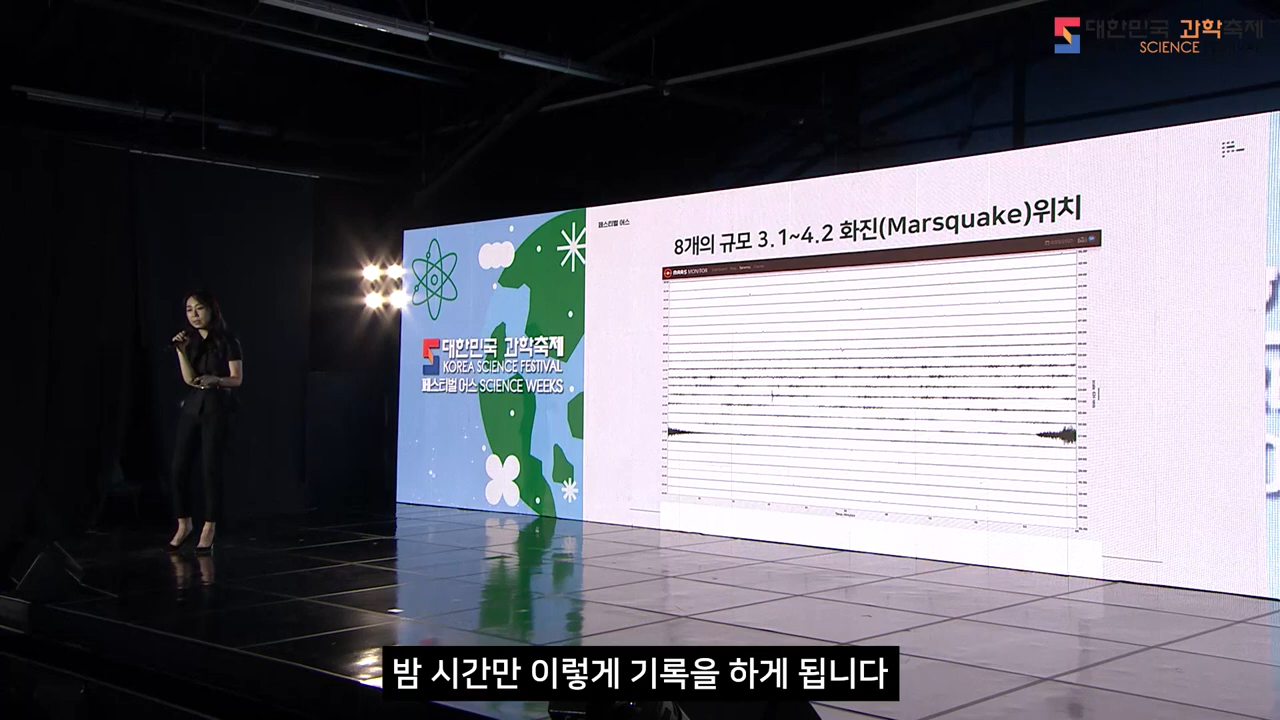 대한민국 과학축제
SCIENCE
페스티벌 어스
8개의 규모 3.1~4.2 화진(Marsquake)위치
MARS MONITOR
대한민국 과학축제
KOREA SCIENCE FESTIVAL
페스티벌 어스 SCIENCE WEEKS
밤 시간만 이렇게 기록을 하게 됩니다